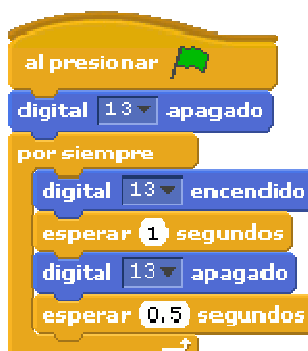 al presionar
digital 13 apagado
por siempre
digital 13 encendido
esperar 1 segundos
digital 13 apagado
esperar 0.5 segundos